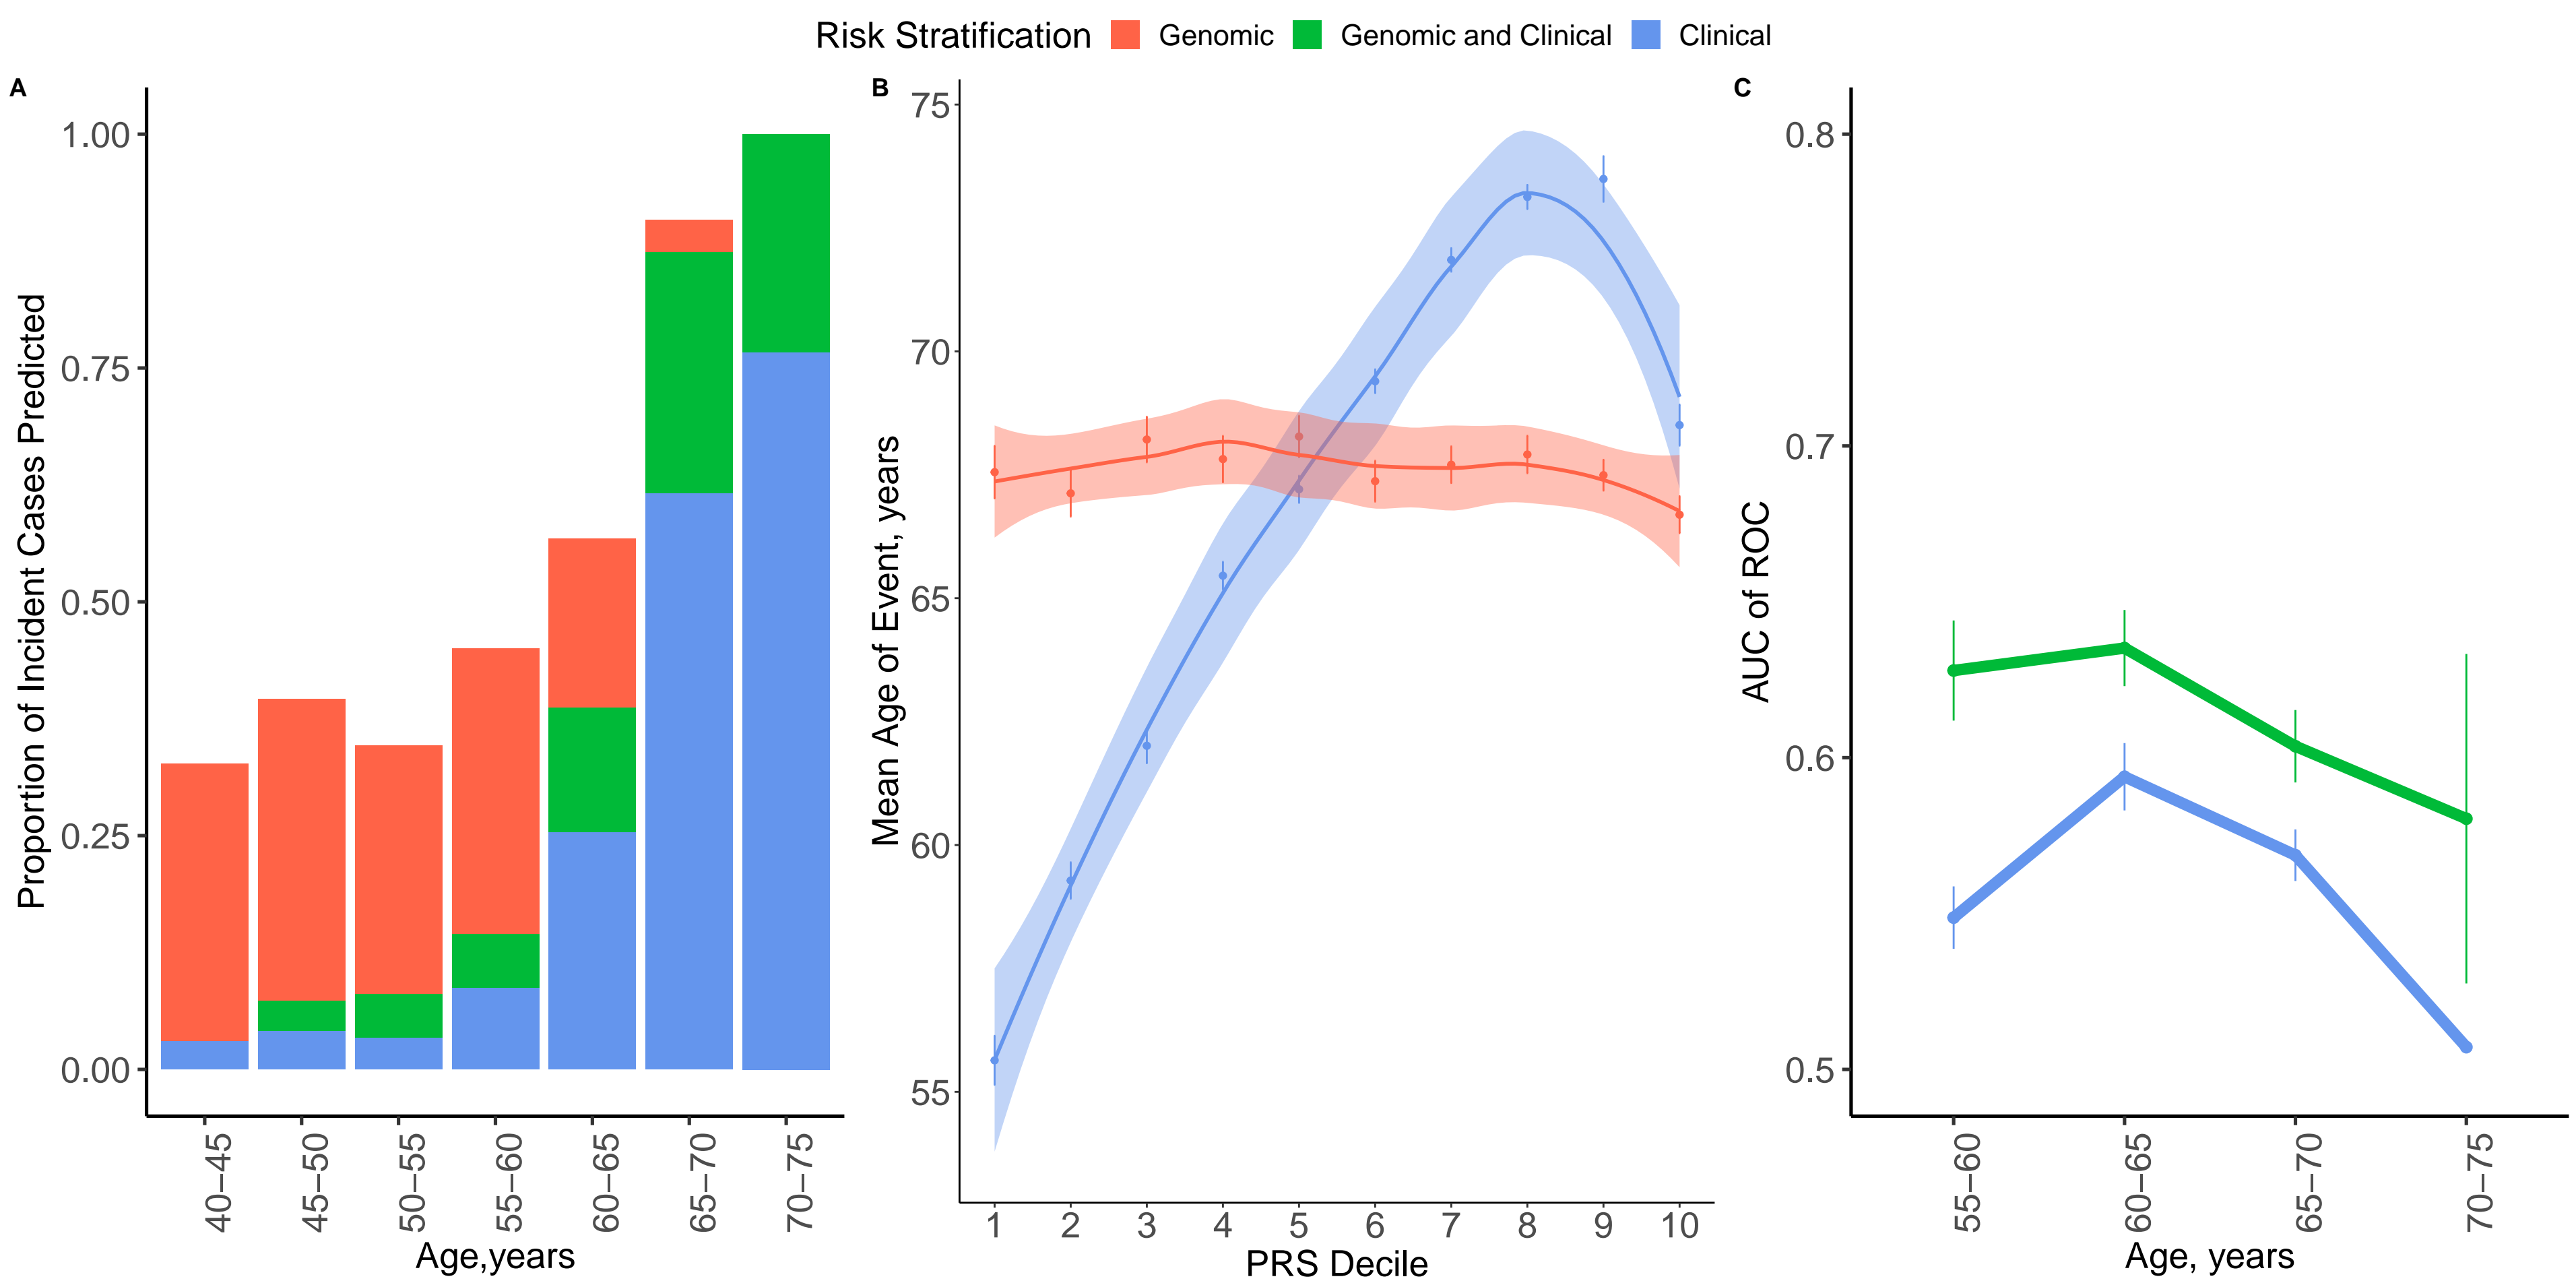 Risk Stratification Genomic Genomic and Clinical Clinical
A
Proportion of Incident Cases Predicted
1.00
0.75
0.50
0.25
0.00
40–45 45–50 50–55 55–60 60–65 65–70 70–75
Age,years
B
Mean Age of Event, years
75
70
65
60
55
1 2 3 4 5 6 7 8 9 10
PRS Decile
C
AUC of ROC
0.8
0.7
0.6
0.5
55–60 60–65 65–70 70–75
Age, years